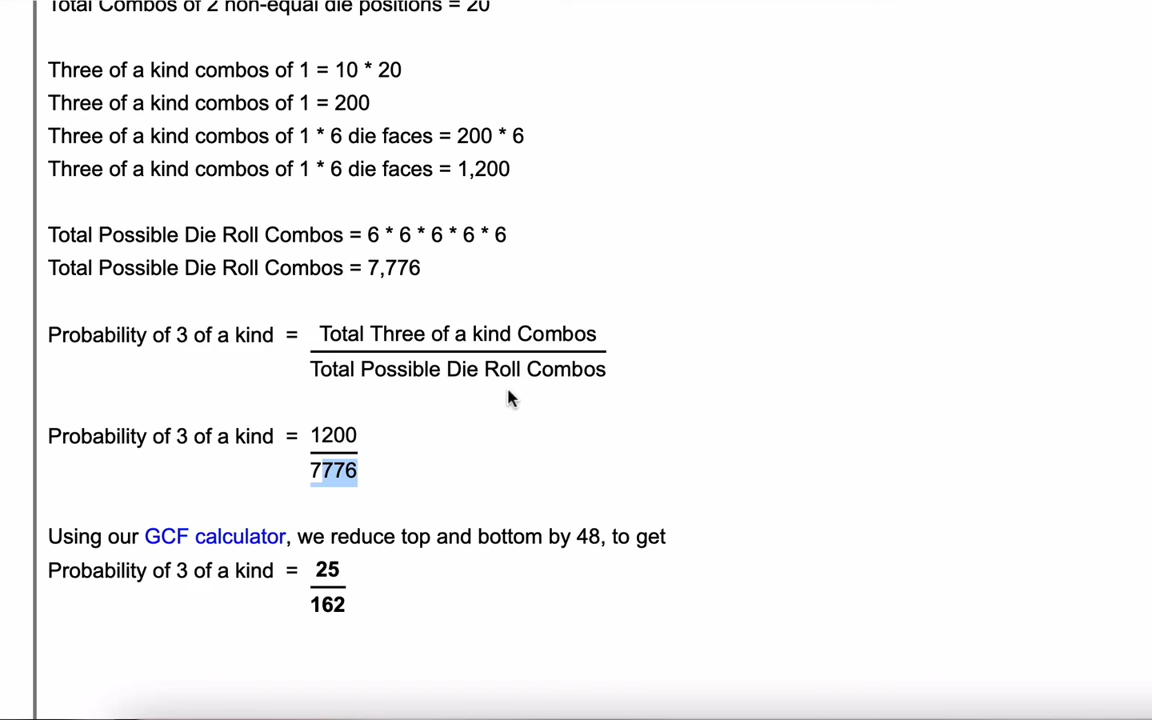 Total Combos of 2 non-equal die positions = 20
Three of a kind combos of 1 = 10 * 20
Three of a kind combos of 1 = 200
Three of a kind combos of 1 * 6 die faces = 200 * 6
Three of a kind combos of 1 * 6 die faces = 1,200
Total Possible Die Roll Combos = 6 * 6 * 6 * 6 * 6
Total Possible Die Roll Combos = 7,776
Probability of 3 of a kind = Total Three of a kind Combos
Total Possible Die Roll Combos
Probability of 3 of a kind = 1200
7776
Using our GCF calculator, we reduce top and bottom by 48, to get
Probability of 3 of a kind = 25
162